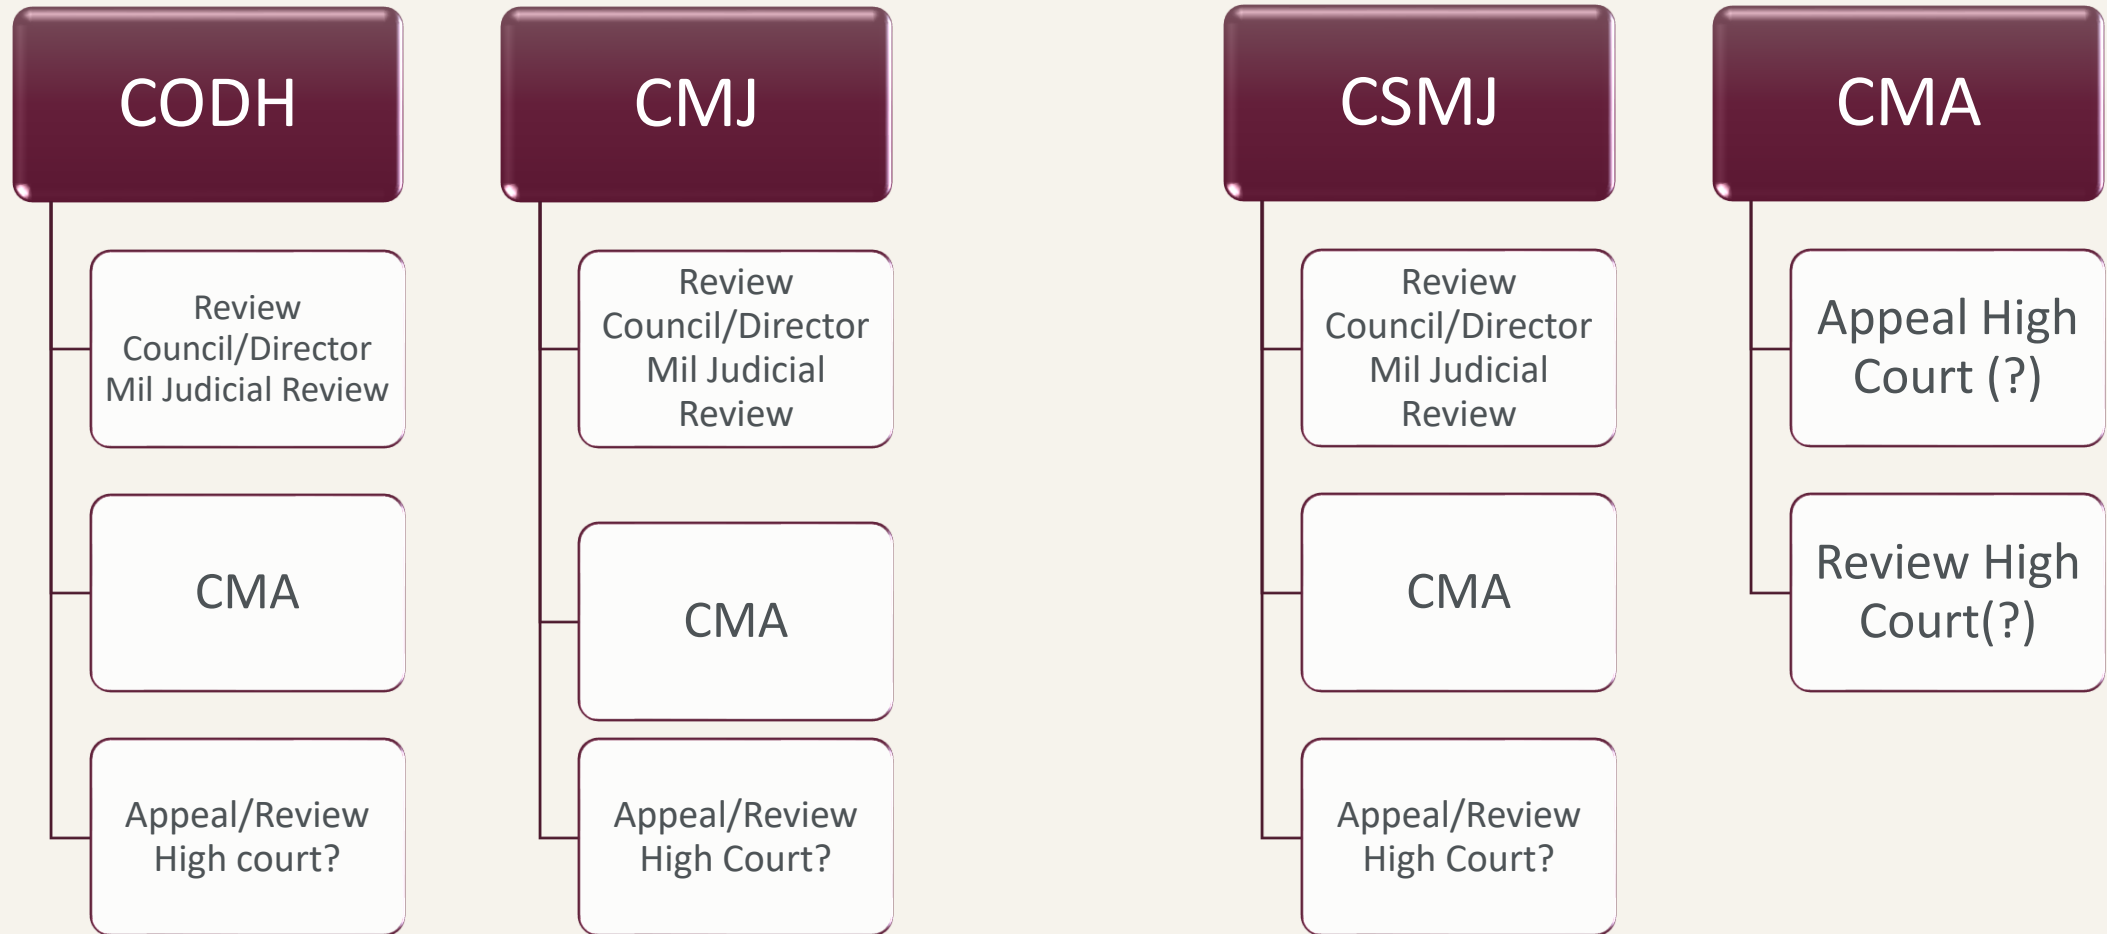 CODH
Review
Council/Director
Mil Judicial Review
CMA
Appeal/Review
High court?
CMJ
Review
Council/Director
Mil Judicial
Review
CMA
Appeal/Review
High Court?
CSMJ
Review
Council/Director
Mil Judicial
Review
CMA
Appeal/Review
High Court?
CMA
Appeal High
Court (?)
Review High
Court(?)